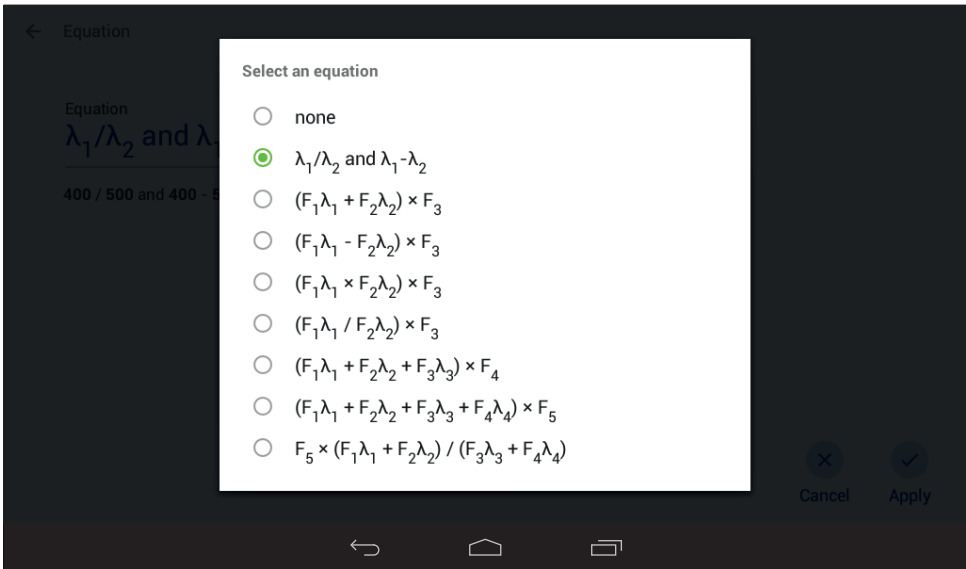 Equation
Equation
λ₁/λ₂ and λ
400 / 500 and 400 - 5
Select an equation
none
λ₁/λ₂ and λ₁-λ₂
(F₁λ₁ + F₂λ₂) × F₃
(F₁λ₁ - F₂λ₂) × F₃
(F₁λ₁ × F₂λ₂) × F₃
(F₁λ₁ / F₂λ₂) × F₃
(F₁λ₁ + F₂λ₂ + F₃λ₃) × F₄
(F₁λ₁ + F₂λ₂ + F₃λ₃ + F₄λ₄) × F₅
F₅ × (F₁λ₁ + F₂λ₂) / (F₃λ₃ + F₄λ₄)
Cancel Apply